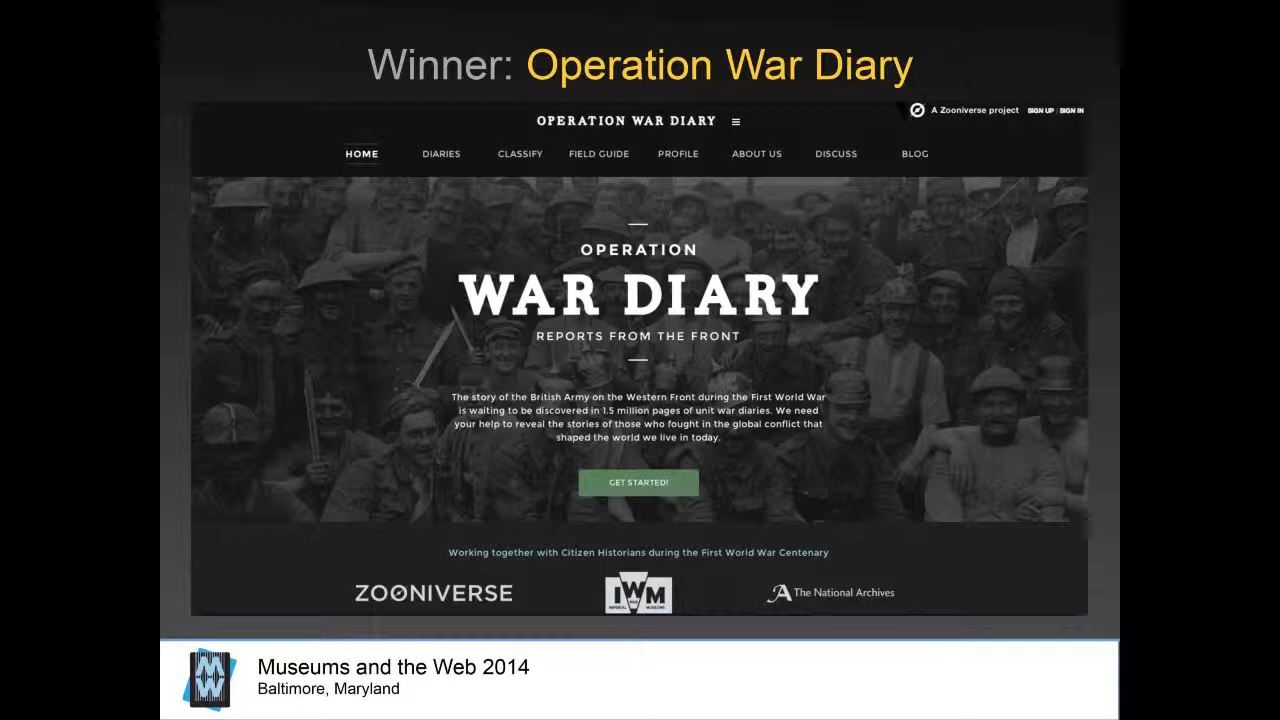 Winner: Operation War Diary
A Zooniverse project SIGN UP | SIGN IN
OPERATION WAR DIARY ≡
HOME DIARIES CLASSIFY FIELD GUIDE PROFILE ABOUT US DISCUSS BLOG
OPERATION
WAR DIARY
REPORTS FROM THE FRONT
The story of the British Army on the Western Front during the First World War
is waiting to be discovered in 1.5 million pages of unit war diaries. We need
your help to reveal the stories of those who fought in the global conflict that
shaped the world we live in today.
GET STARTED!
Working together with Citizen Historians during the First World War Centenary
ZOONIVERSE IWM The National Archives
IMPERIAL WAR MUSEUMS
MW Museums and the Web 2014
Baltimore, Maryland